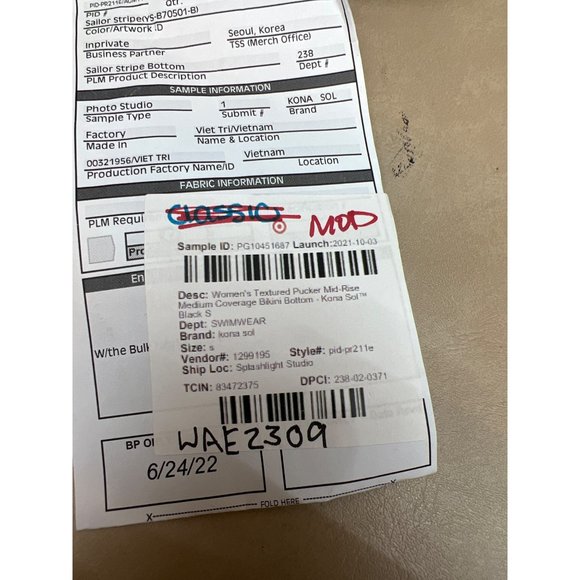 PID #
Sailor Stripe(YS-B70501-B)
Color/Artwork ID
Inprivate
Seoul, Korea
Business Partner
TSS (Merch Office)
Sailor Stripe Bottom
238
PLM Product Description
Dept #
SAMPLE INFORMATION
Photo Studio
1
KONA SOL
Sample Type
Submit #
Brand
Factory
Viet Tri/Vietnam
Made In
Name & Location
00321956/VIET TRI
Vietnam
Production Factory Name/ID
Location
FABRIC INFORMATION
PLM Requi
CLASSIC
MOD
Sample ID: PG10451687 Launch:2021-10-03
Pro
En
Desc: Women's Textured Pucker Mid-Rise
Medium Coverage Bikini Bottom - Kona Sol™
Black S
Dept: SWIMWEAR
Brand: kona sol
Size: s
W/the Bulk
Vendor#: 1299195 Style#: pid-pr211e
Ship Loc: Splashlight Studio
TCIN: 83472375 DPCI: 238-02-0371
WAE2309
BP O
6/24/22
X---------- FOLD HERE ----------X